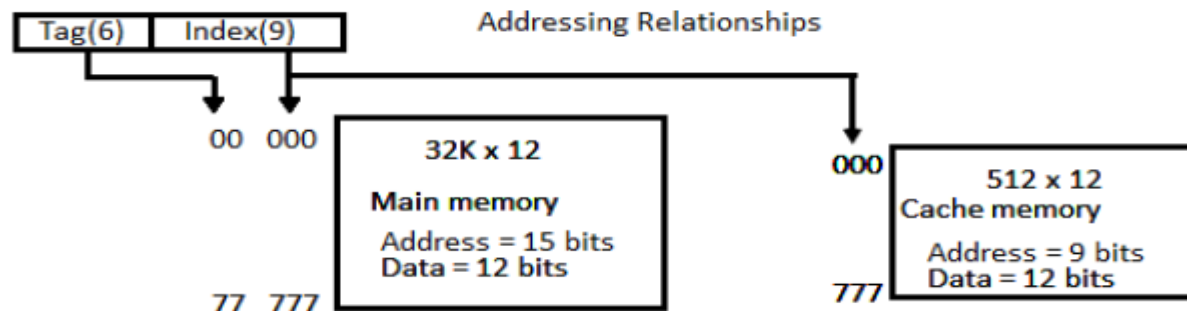 Addressing Relationships
Tag(6) Index(9)
00 000
32K x 12
Main memory
Address = 15 bits
Data = 12 bits
77 777
000
512 x 12
Cache memory
Address = 9 bits
Data = 12 bits
777